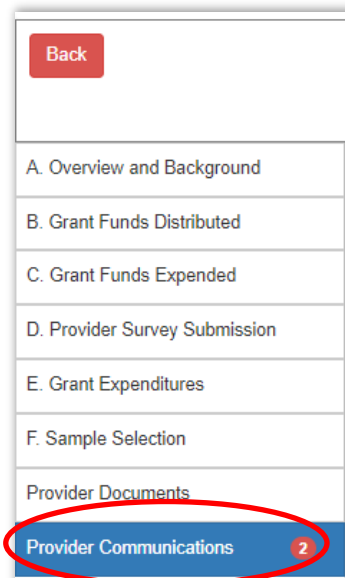 Back
A. Overview and Background
B. Grant Funds Distributed
C. Grant Funds Expended
D. Provider Survey Submission
E. Grant Expenditures
F. Sample Selection
Provider Documents
Provider Communications 2